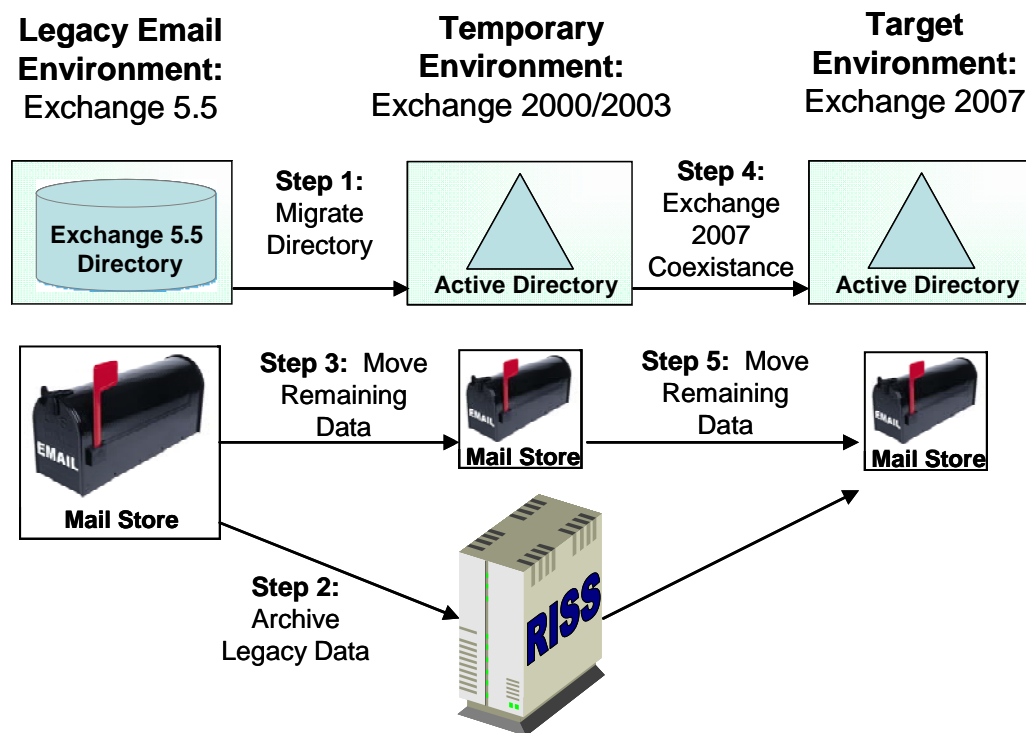 Legacy Email
Environment:
Exchange 5.5
Temporary
Environment:
Exchange 2000/2003
Target
Environment:
Exchange 2007
Exchange 5.5
Directory
Step 1:
Migrate
Directory
Active Directory
Step 4:
Exchange
2007
Coexistance
Active Directory
EMAIL
Mail Store
Step 3: Move
Remaining
Data
EMAIL
Mail Store
Step 5: Move
Remaining
Data
EMAIL
Mail Store
Step 2:
Archive
Legacy Data
RISS